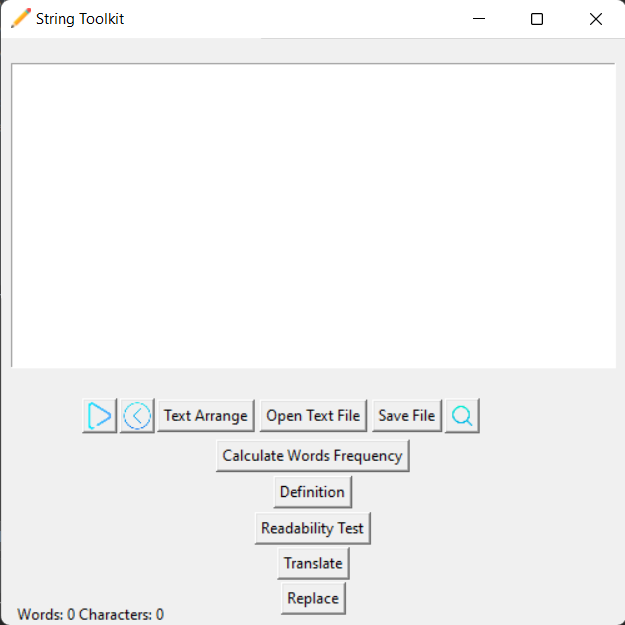 String Toolkit
Text Arrange Open Text File Save File
Calculate Words Frequency
Definition
Readability Test
Translate
Replace
Words: 0 Characters: 0